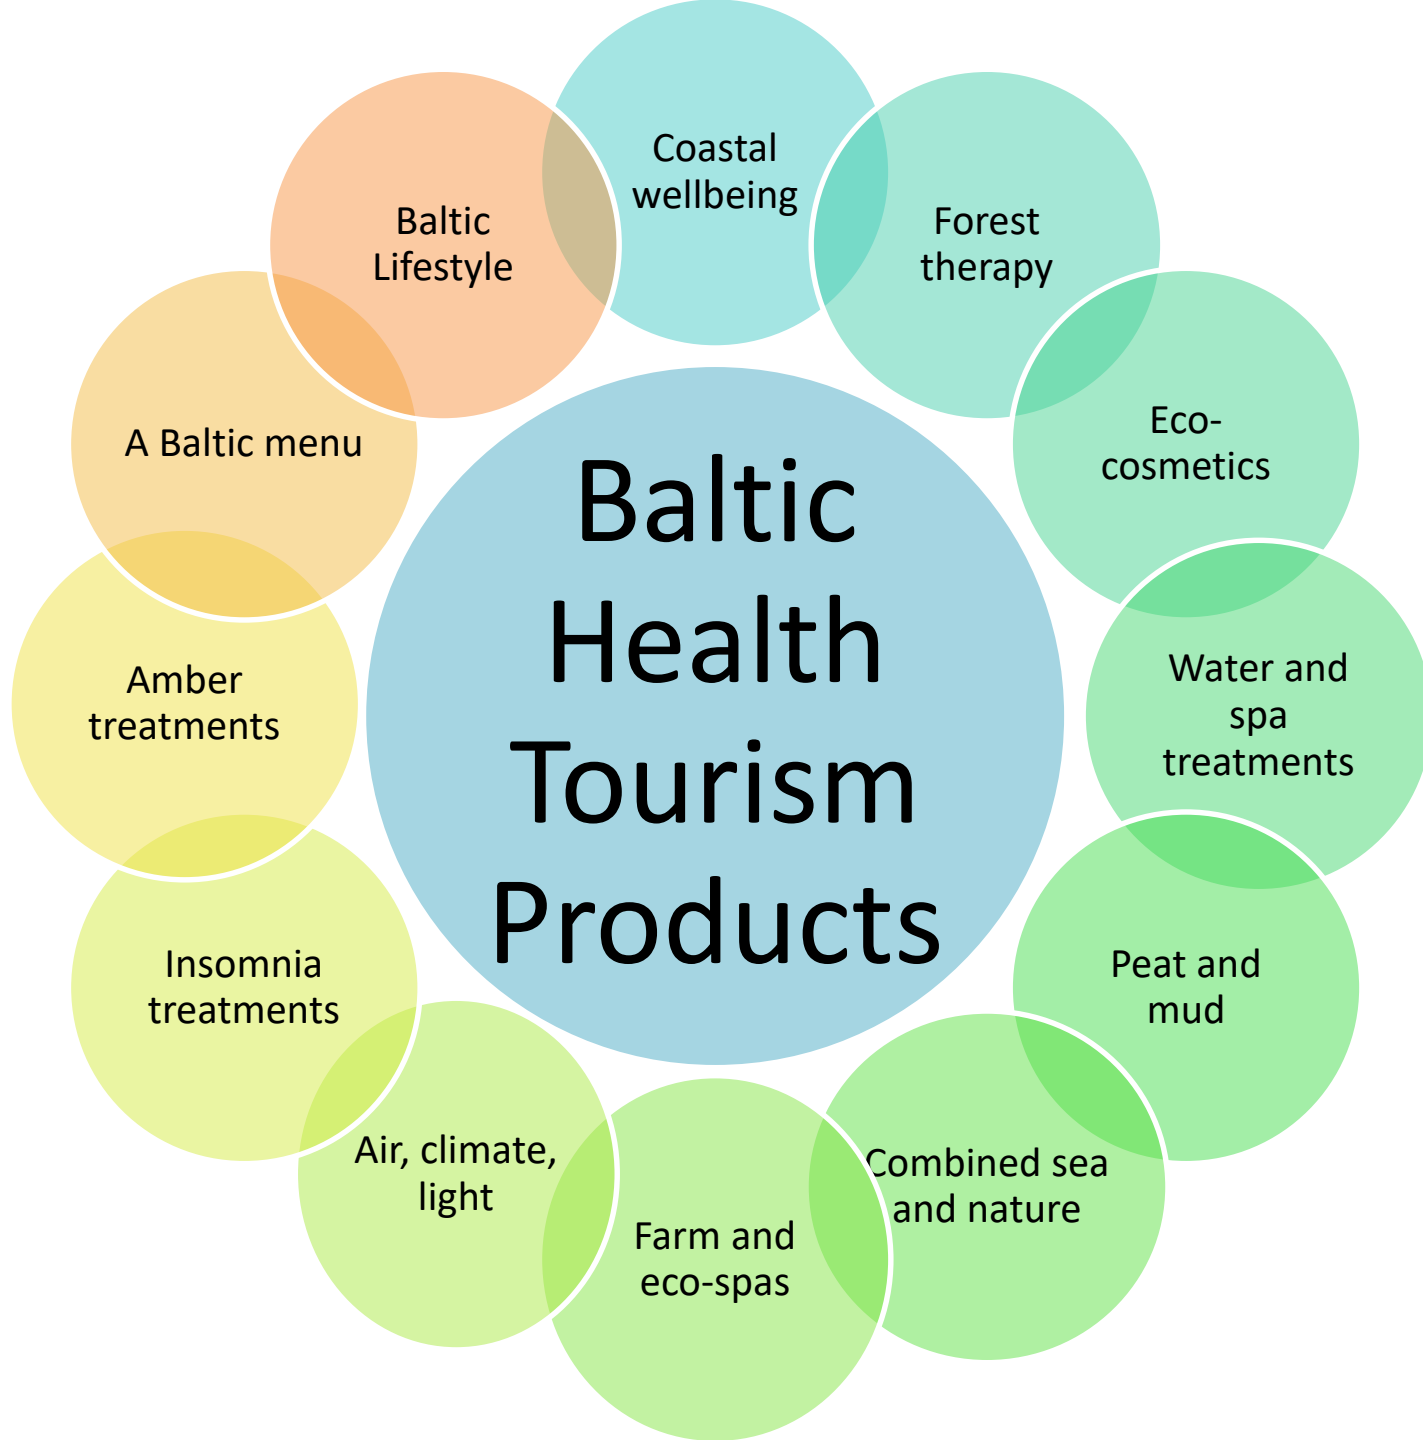 Baltic
Health
Tourism
Products
Coastal
wellbeing
Forest
therapy
Eco-
cosmetics
Water and
spa
treatments
Peat and
mud
Combined sea
and nature
Farm and
eco-spas
Air, climate,
light
Insomnia
treatments
Amber
treatments
A Baltic menu
Baltic
Lifestyle